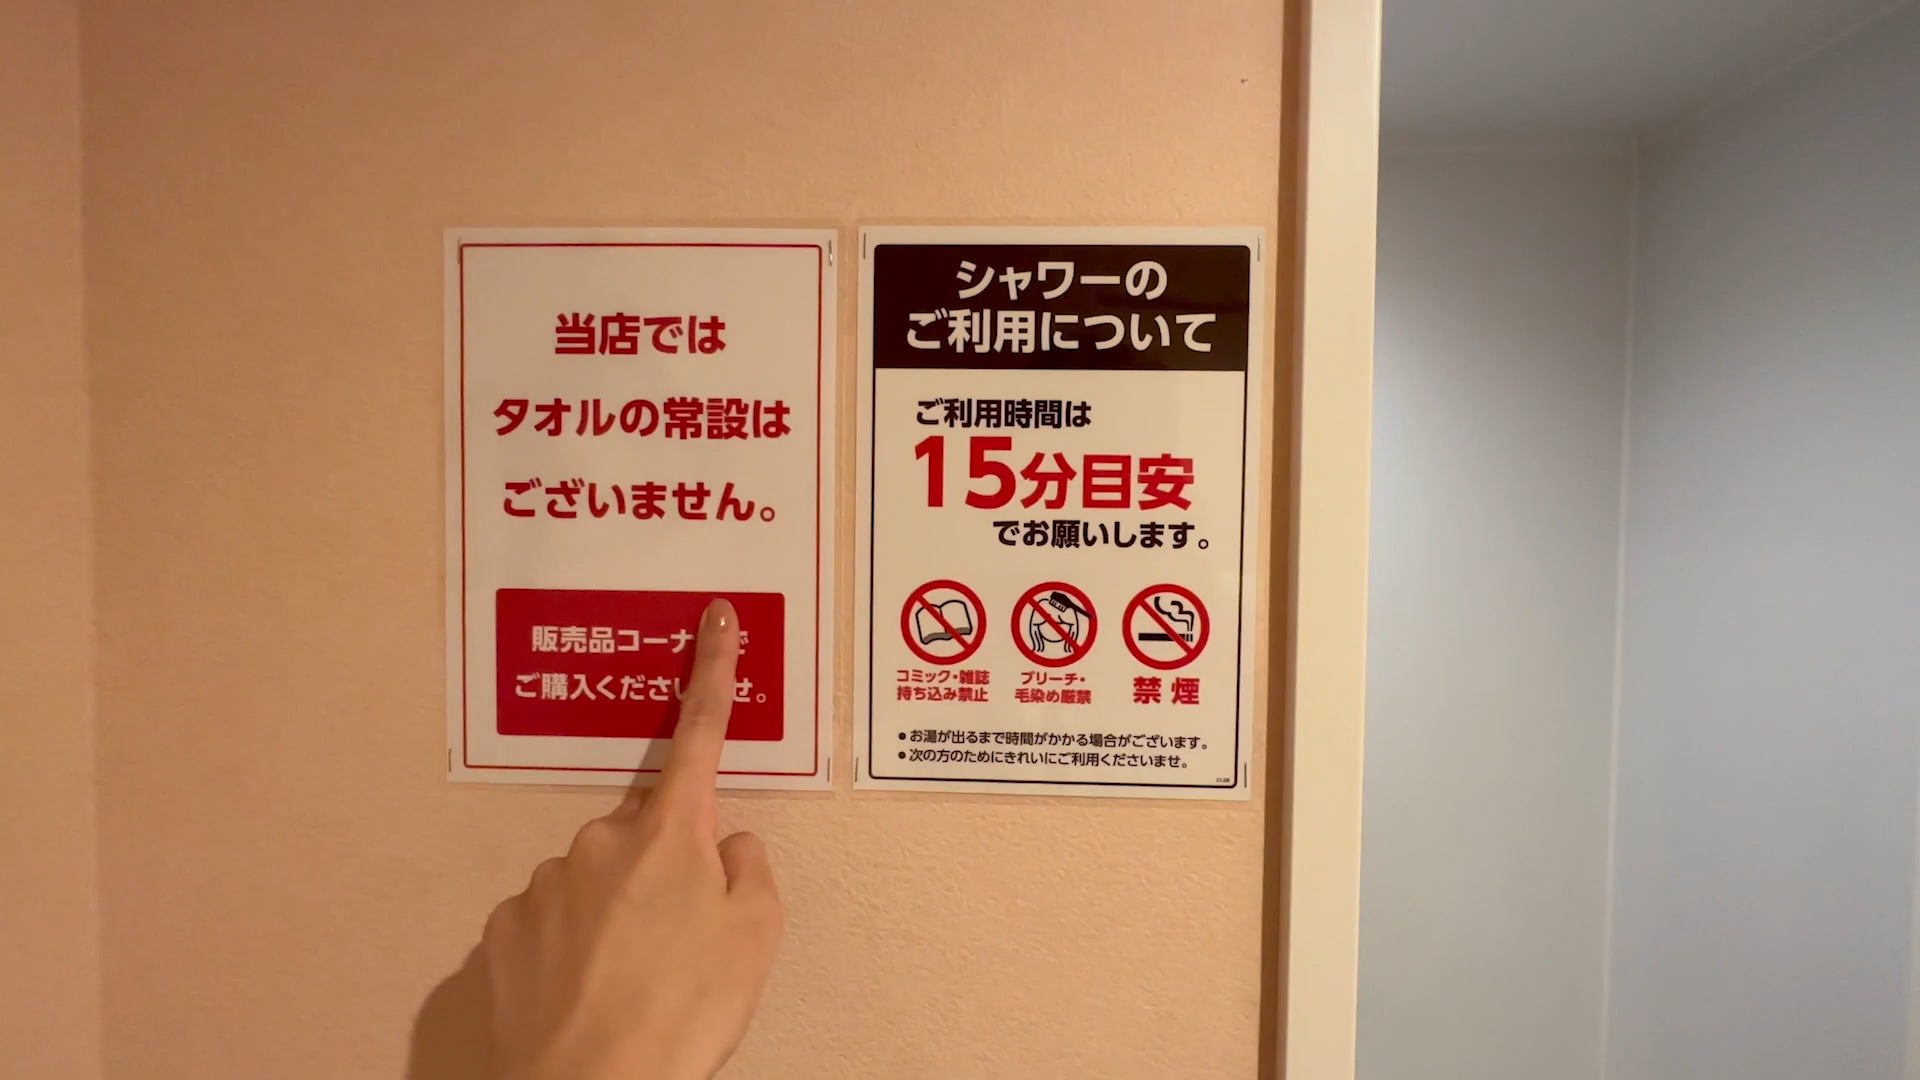 当店では
タオルの常設は
ございません。
販売品コーナ で
ご購入くださ せ。
シャワーの
ご利用について
ご利用時間は
15分目安
でお願いします。
コミック・雑誌
持ち込み禁止
ブリーチ・
毛染め厳禁
禁煙
●お湯が出るまで時間がかかる場合がございます。
●次の方のためにきれいにご利用くださいませ。